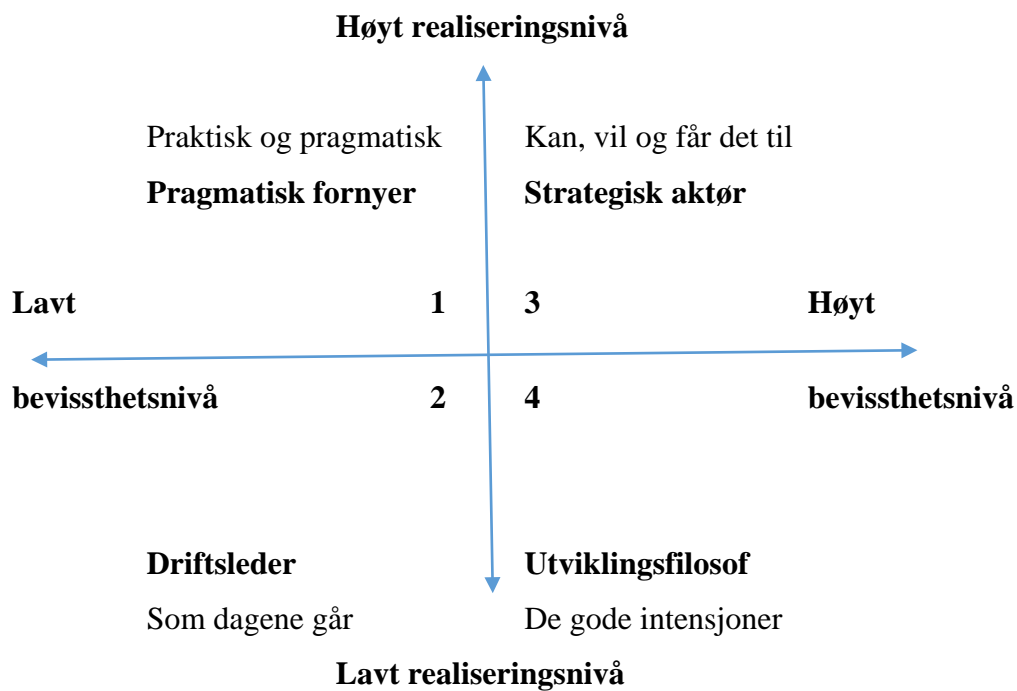 Høyt realiseringsnivå
Praktisk og pragmatisk Kan, vil og får det til
Pragmatisk fornyer Strategisk aktør
Lavt 1 3 Høyt
bevissthetsnivå 2 4 bevissthetsnivå
Driftsleder Utviklingsfilosof
Som dagene går De gode intensjoner
Lavt realiseringsnivå